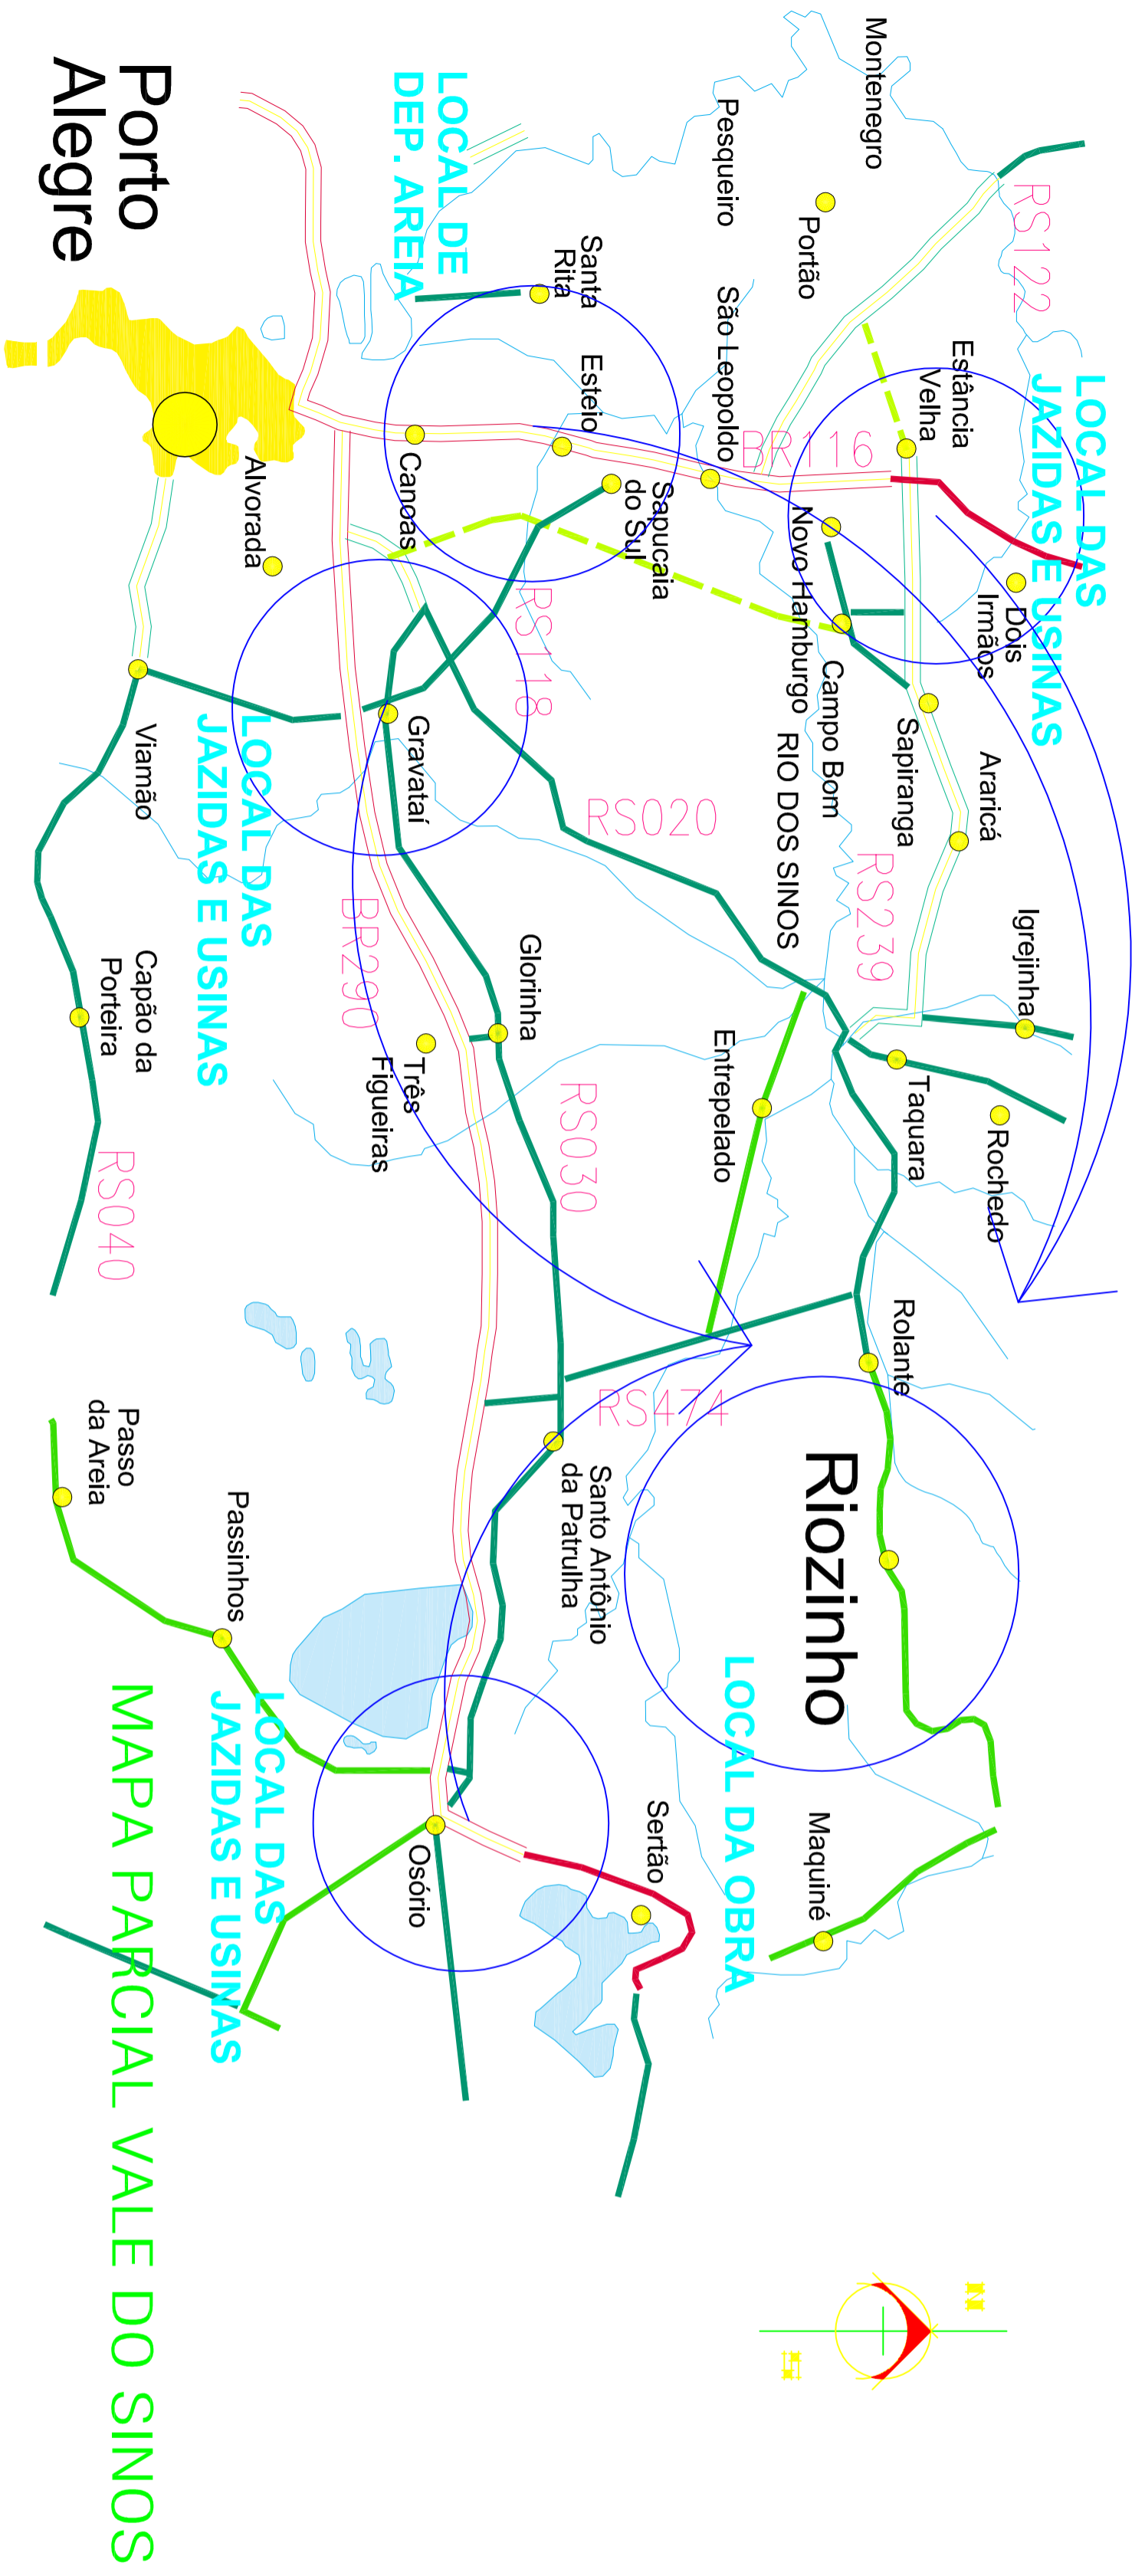 Montenegro
Pesqueiro
Portão
RS122
LOCAL DE
DEP. AREIA
Porto
Alegre
Santa
Rita
Esteio
São Leopoldo
Estância
Velha
LOCAL DAS
JAZIDAS E USINAS
BR116
Canoas
Alvorada
Sapucaia
do Sul
Novo Hamburgo
Dois
Irmãos
RS118
Campo Bom
Sapiranga
Araricá
RIO DOS SINOS
Gravataí
LOCAL DAS
JAZIDAS E USINAS
Viamão
RS020
RS239
Igrejinha
BR290
Glorinha
Capão da
Porteira
Três
Figueiras
Entrepelado
Taquara
Rochedo
RS030
RS040
Rolante
RS474
Riozinho
Santo Antônio
da Patrulha
Passo
da Areia
Passinhos
LOCAL DA OBRA
LOCAL DAS
JAZIDAS E USINAS
Osório
Sertão
Maquiné
N
MAPA PARCIAL VALE DO SINOS